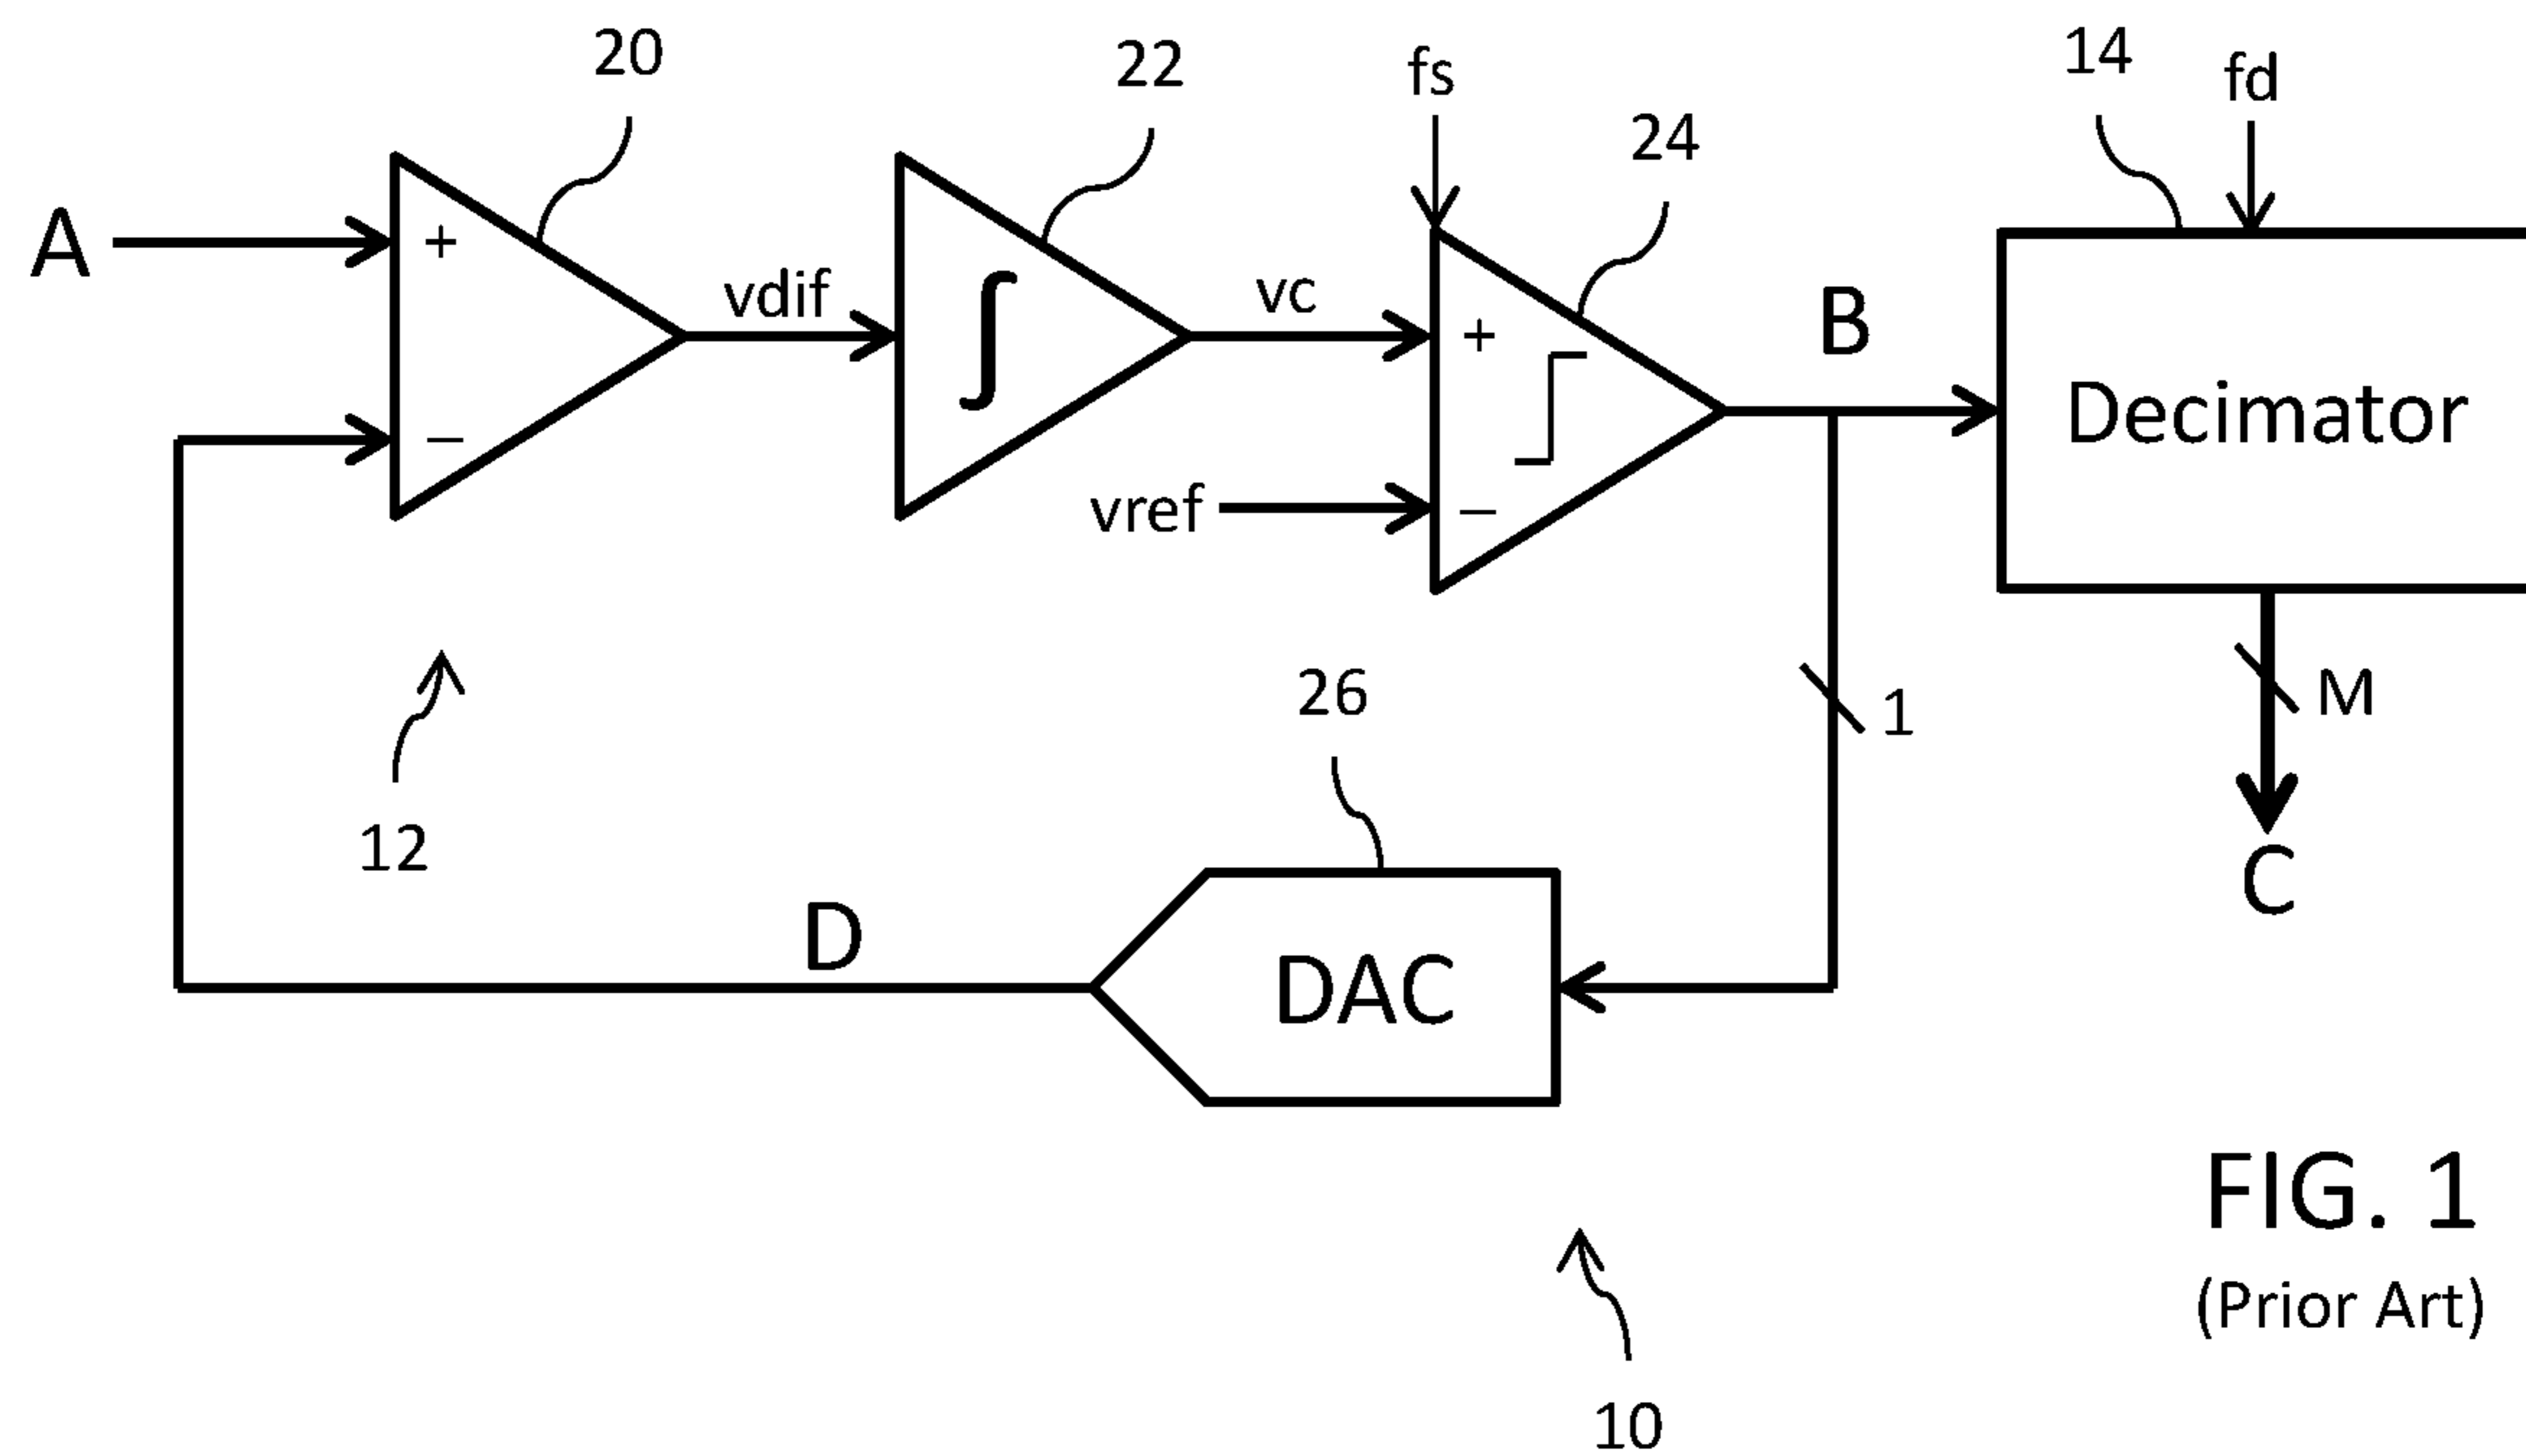 20
22
fs
24
14
fd
A
+
vdif
∫
vc
+
B
Decimator
−
vref
−
12
26
1
M
C
D
DAC
FIG. 1
(Prior Art)
10